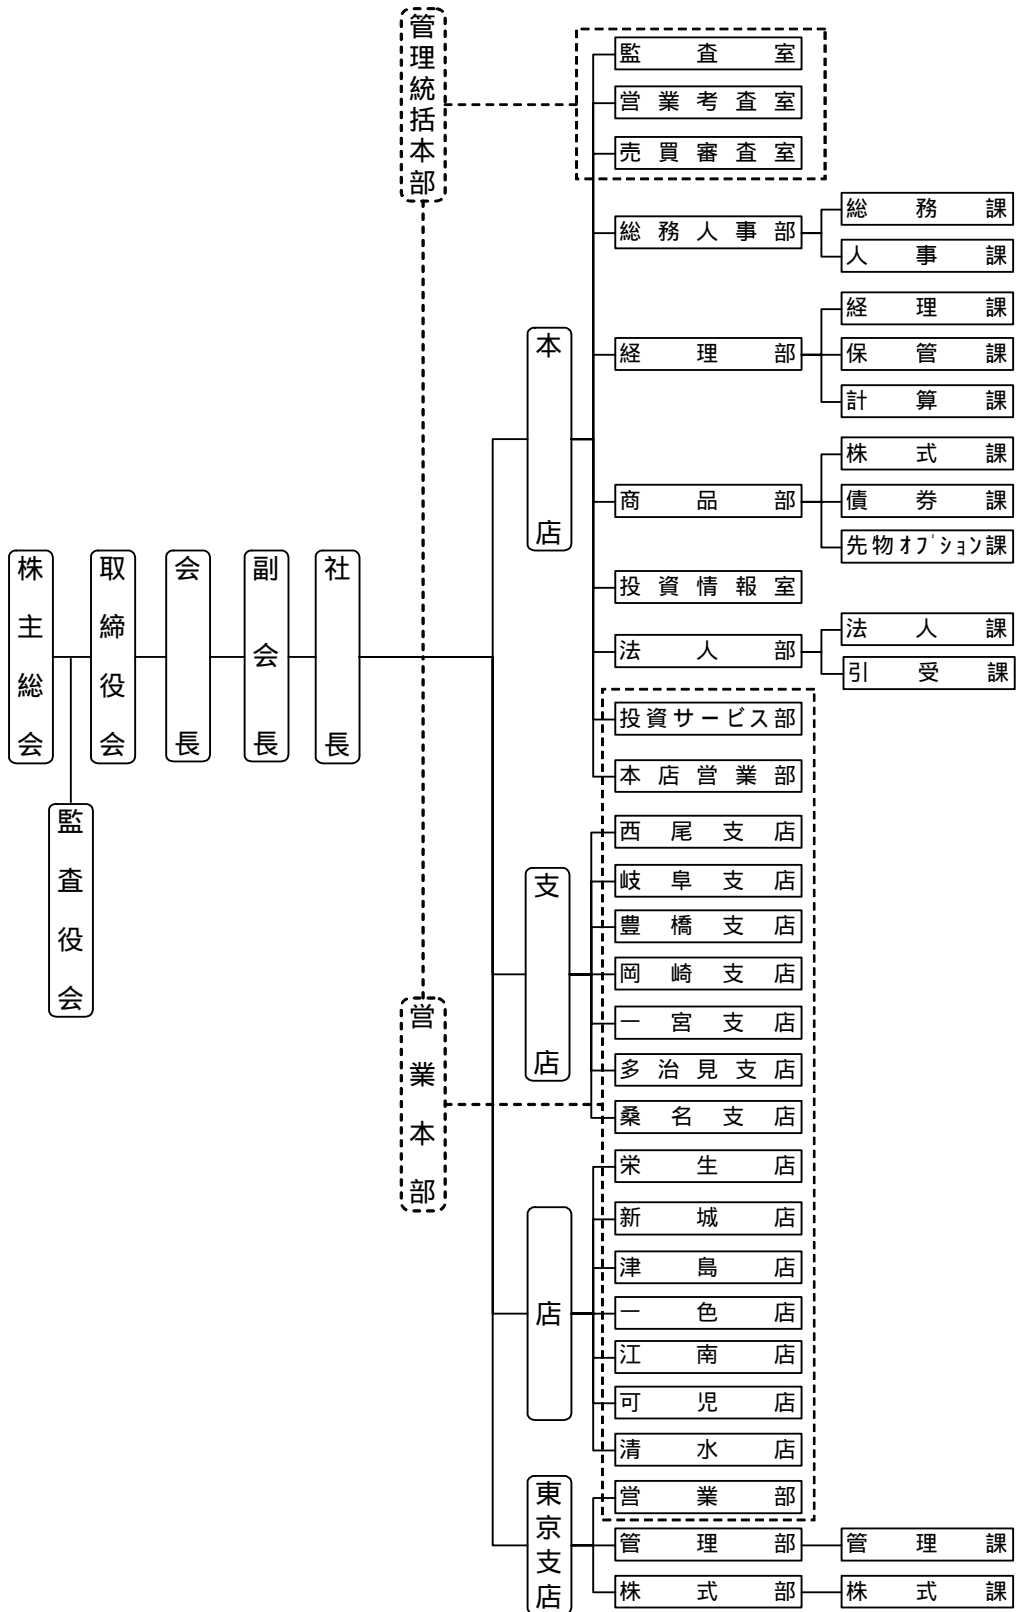 株主総会
監査役会
取締役会
会長
副会長
社長
管理統括本部
営業本部
本店
監査室
営業考査室
売買審査室
総務人事部
総務課
人事課
経理部
経理課
保管課
計算課
商品部
株式課
債券課
先物ｵﾌﾟｼｮﾝ課
投資情報室
法人部
法人課
引受課
投資サービス部
本店営業部
支店
西尾支店
岐阜支店
豊橋支店
岡崎支店
一宮支店
多治見支店
桑名支店
店
栄生店
新城店
津島店
一色店
江南店
可児店
清水店
東京支店
営業部
管理部
管理課
株式部
株式課